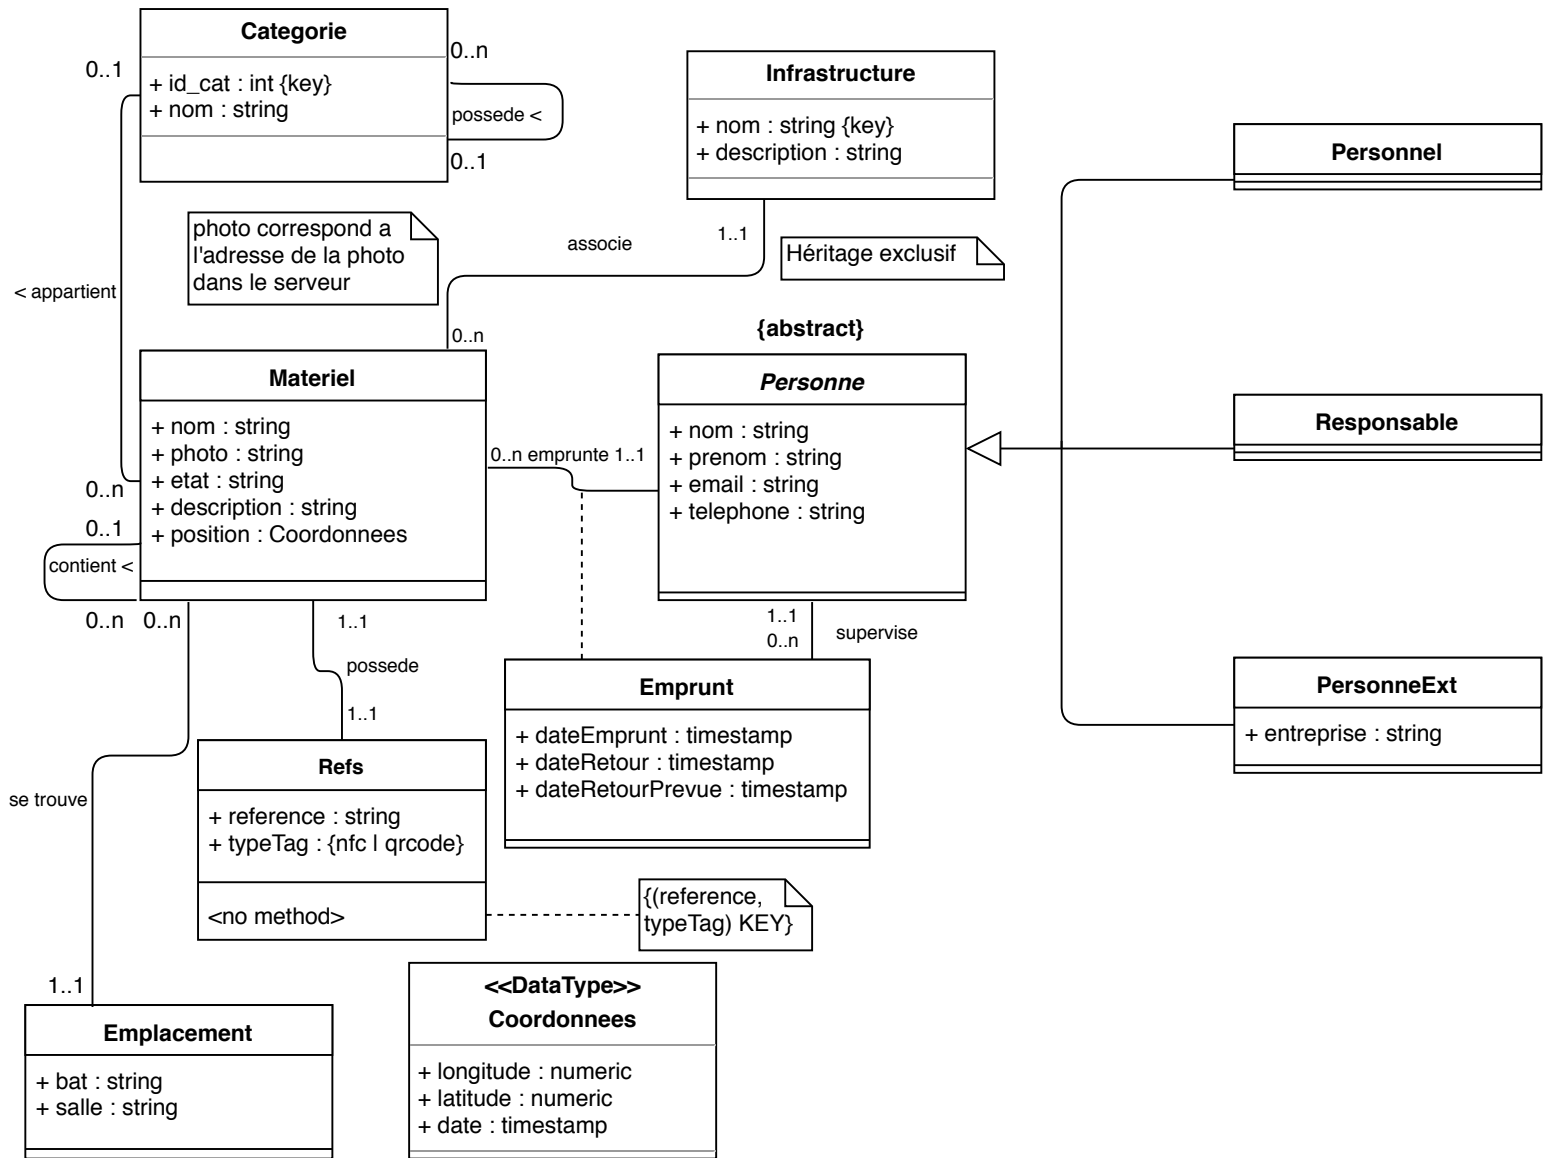 Categorie
+ id_cat : int {key}
+ nom : string
0..1
0..n
possede <
0..1
Infrastructure
+ nom : string {key}
+ description : string
1..1
associe
0..n
photo correspond a
l'adresse de la photo
dans le serveur
Héritage exclusif
< appartient
{abstract}
Personne
+ nom : string
+ prenom : string
+ email : string
+ telephone : string
Materiel
+ nom : string
+ photo : string
+ etat : string
+ description : string
+ position : Coordonnees
0..n emprunte 1..1
0..n
0..1
contient <
0..n
0..n
1..1
possede
1..1
1..1
0..n
supervise
Personnel
Responsable
PersonneExt
+ entreprise : string
Emprunt
+ dateEmprunt : timestamp
+ dateRetour : timestamp
+ dateRetourPrevue : timestamp
Refs
+ reference : string
+ typeTag : {nfc | qrcode}
<no method>
{(reference,
typeTag) KEY}
se trouve
1..1
Emplacement
+ bat : string
+ salle : string
<<DataType>>
Coordonnees
+ longitude : numeric
+ latitude : numeric
+ date : timestamp